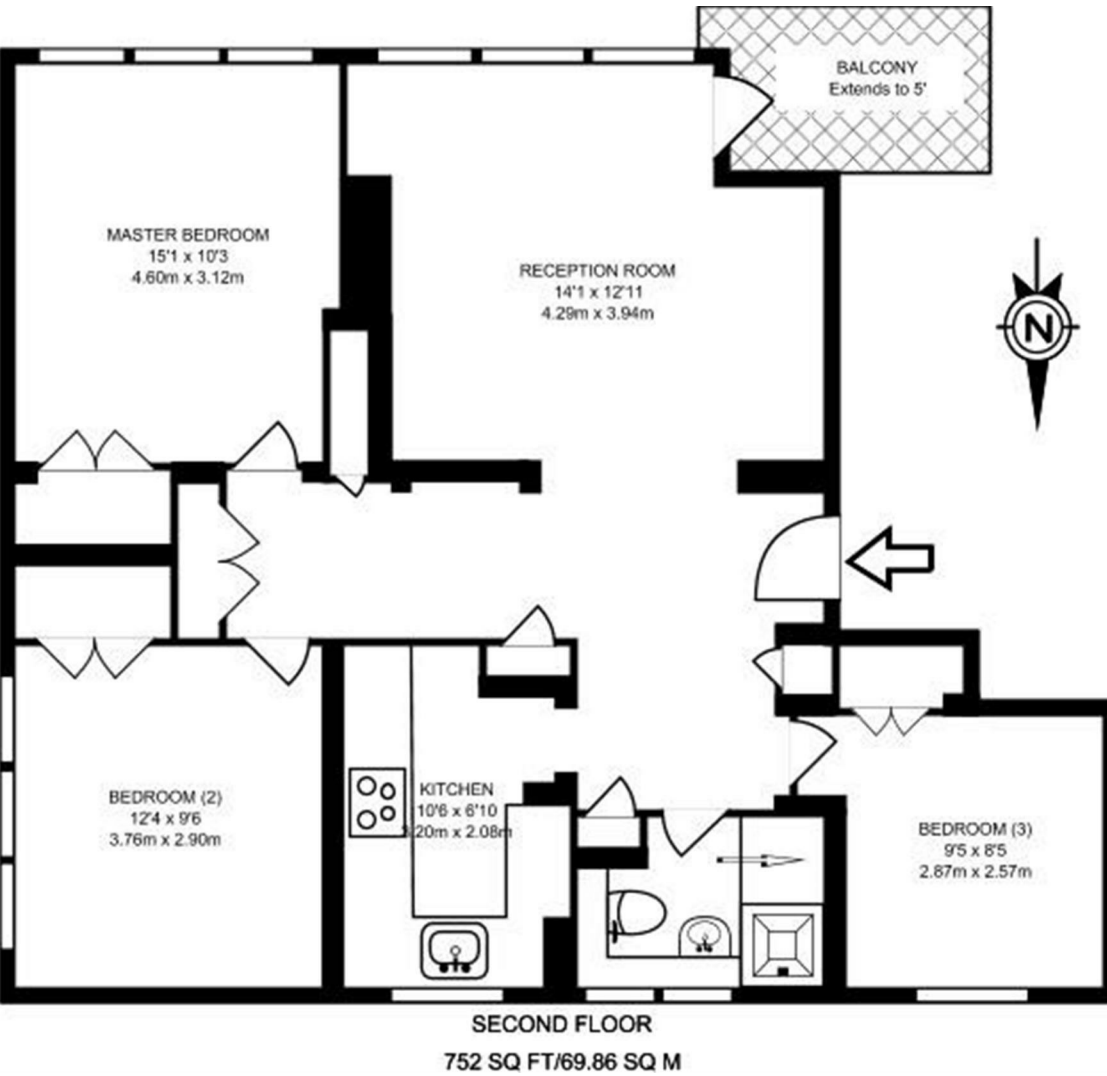 BALCONY
Extends to 5'
MASTER BEDROOM
15'1 x 10'3
4.60m x 3.12m
RECEPTION ROOM
14'1 x 12'11
4.29m x 3.94m
N
BEDROOM (2)
12'4 x 9'6
3.76m x 2.90m
KITCHEN
10'6 x 6'10
3.20m x 2.08m
BEDROOM (3)
9'5 x 8'5
2.87m x 2.57m
SECOND FLOOR
752 SQ FT/69.86 SQ M